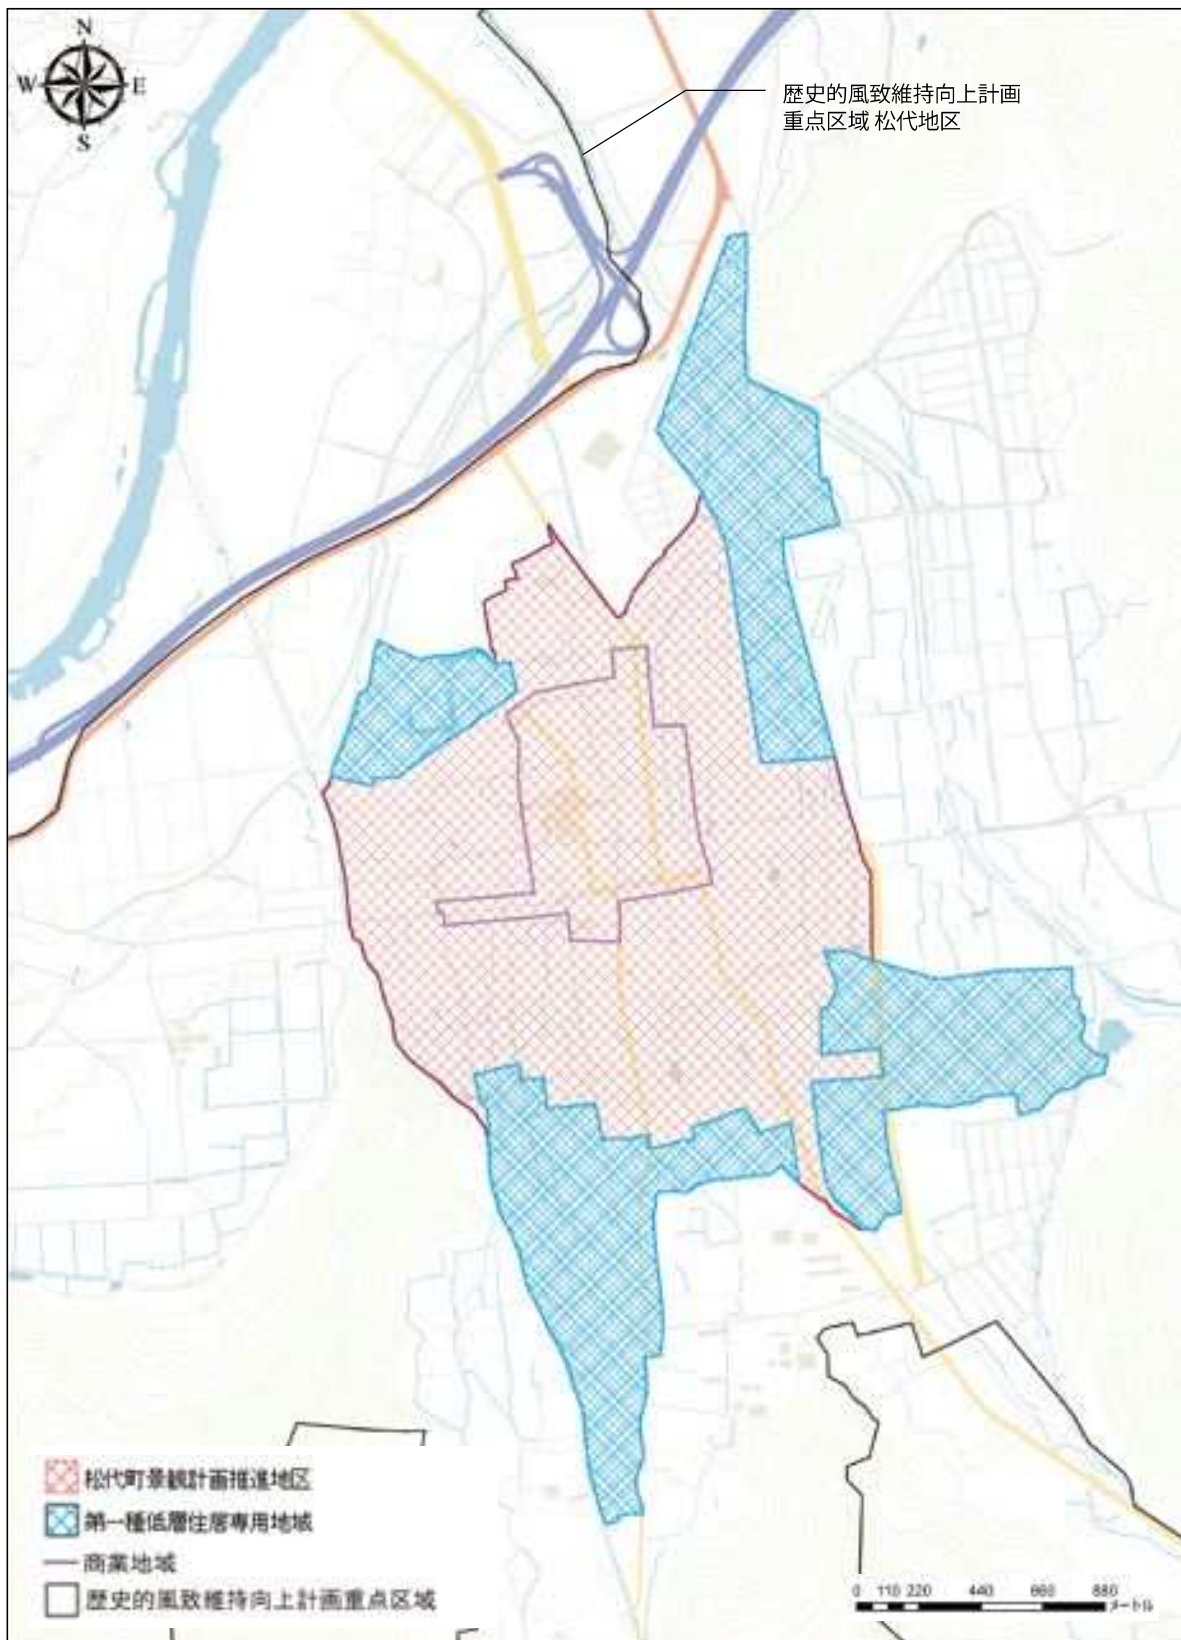 N
W E
S
歴史的風致維持向上計画
重点区域 松代地区
松代町景観計画推進地区
第一種低層住居専用地域
商業地域
歴史的風致維持向上計画重点区域
0 110 220 440 660 880
メートル